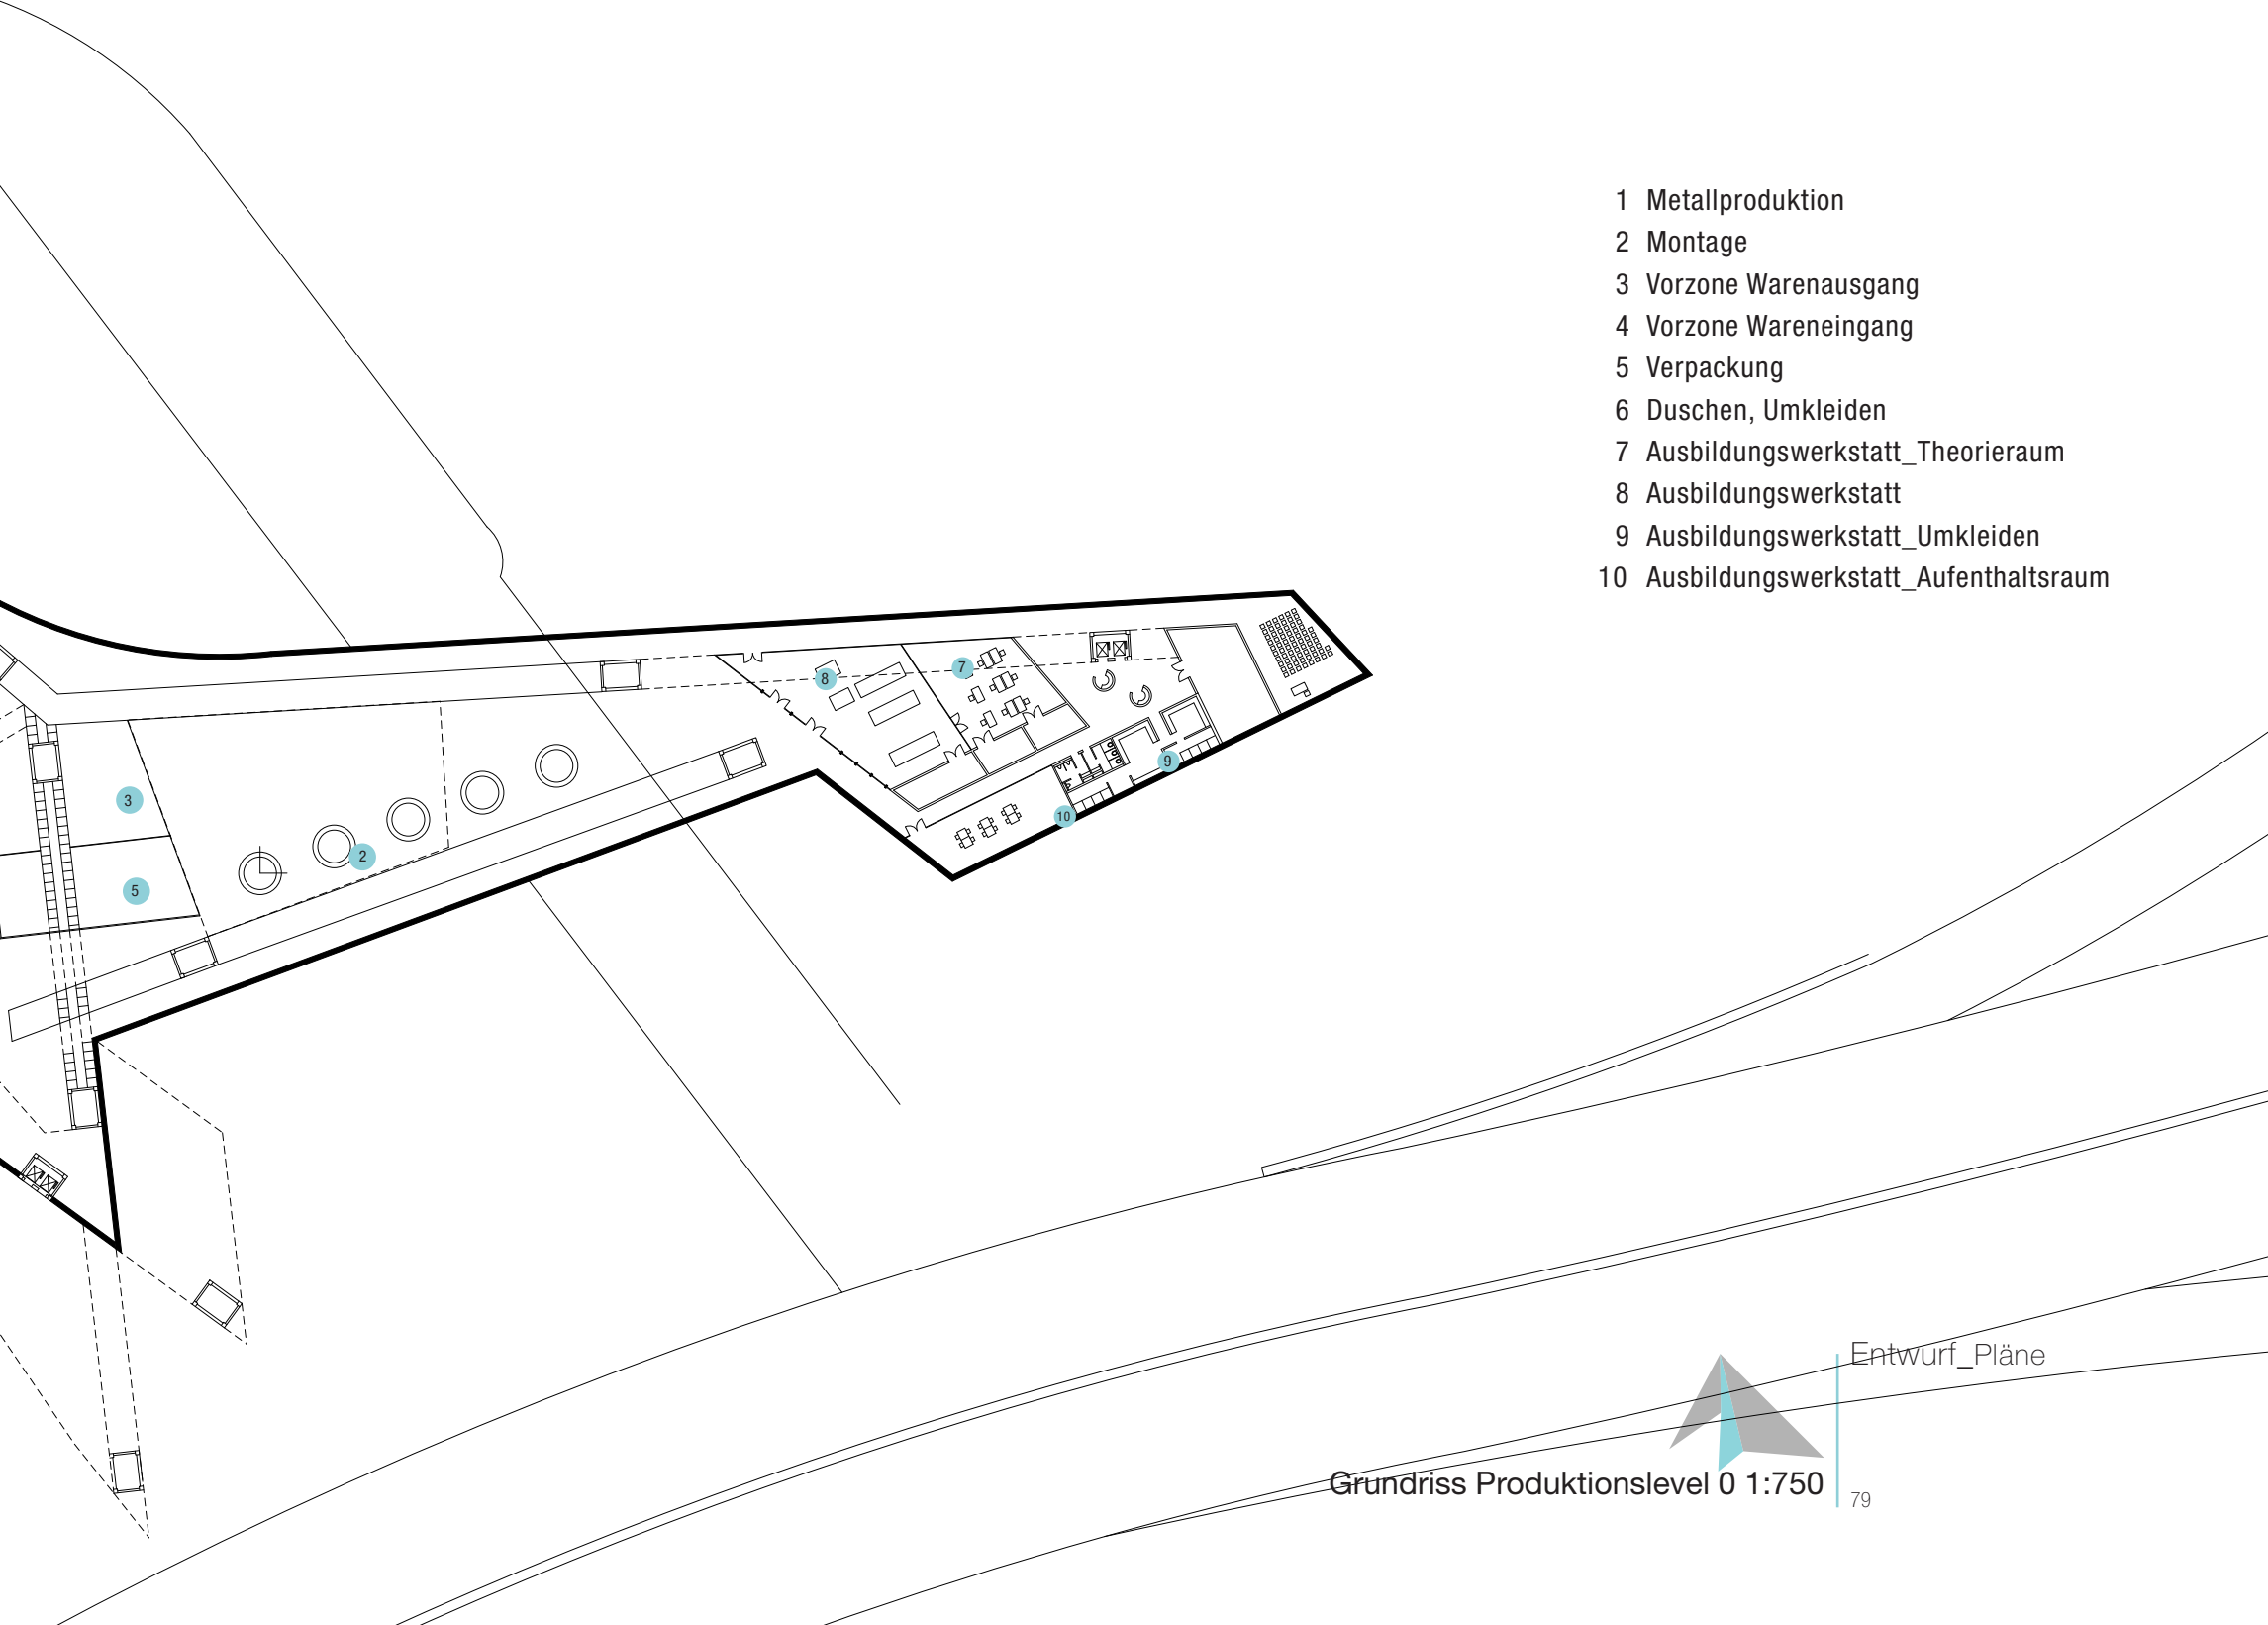 1 Metallproduktion
2 Montage
3 Vorzone Warenausgang
4 Vorzone Wareneingang
5 Verpackung
6 Duschen, Umkleiden
7 Ausbildungswerkstatt_Theorieraum
8 Ausbildungswerkstatt
9 Ausbildungswerkstatt_Umkleiden
10 Ausbildungswerkstatt_Aufenthaltsraum
7
8
9
3
10
2
5
Entwurf_Pläne
Grundriss Produktionslevel 0 1:750
79